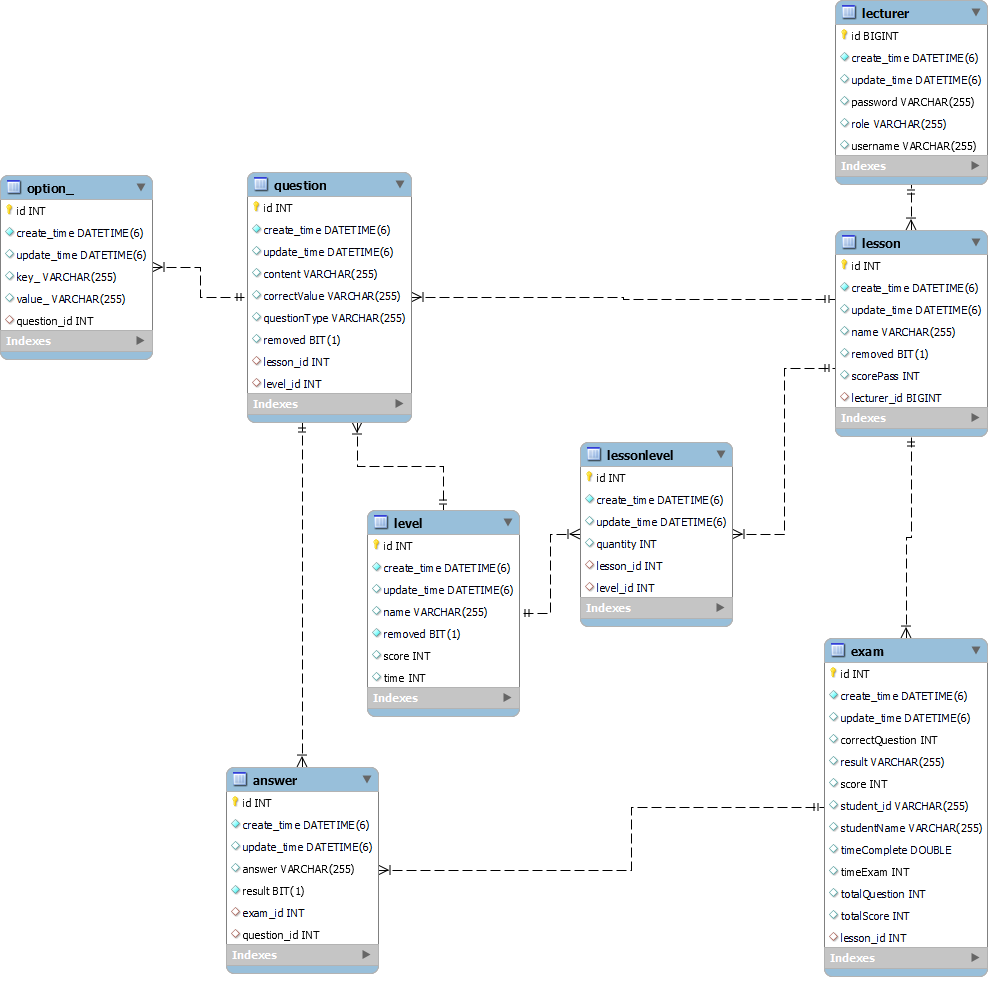 lecturer
id BIGINT
create_time DATETIME(6)
update_time DATETIME(6)
password VARCHAR(255)
role VARCHAR(255)
username VARCHAR(255)
Indexes
option_
id INT
create_time DATETIME(6)
update_time DATETIME(6)
key_ VARCHAR(255)
value_ VARCHAR(255)
question_id INT
Indexes
question
id INT
create_time DATETIME(6)
update_time DATETIME(6)
content VARCHAR(255)
correctValue VARCHAR(255)
questionType VARCHAR(255)
removed BIT(1)
lesson_id INT
level_id INT
Indexes
lesson
id INT
create_time DATETIME(6)
update_time DATETIME(6)
name VARCHAR(255)
removed BIT(1)
scorePass INT
lecturer_id BIGINT
Indexes
lessonlevel
id INT
create_time DATETIME(6)
update_time DATETIME(6)
quantity INT
lesson_id INT
level_id INT
Indexes
level
id INT
create_time DATETIME(6)
update_time DATETIME(6)
name VARCHAR(255)
removed BIT(1)
score INT
time INT
Indexes
exam
id INT
create_time DATETIME(6)
update_time DATETIME(6)
correctQuestion INT
result VARCHAR(255)
score INT
student_id VARCHAR(255)
studentName VARCHAR(255)
timeComplete DOUBLE
timeExam INT
totalQuestion INT
totalScore INT
lesson_id INT
Indexes
answer
id INT
create_time DATETIME(6)
update_time DATETIME(6)
answer VARCHAR(255)
result BIT(1)
exam_id INT
question_id INT
Indexes